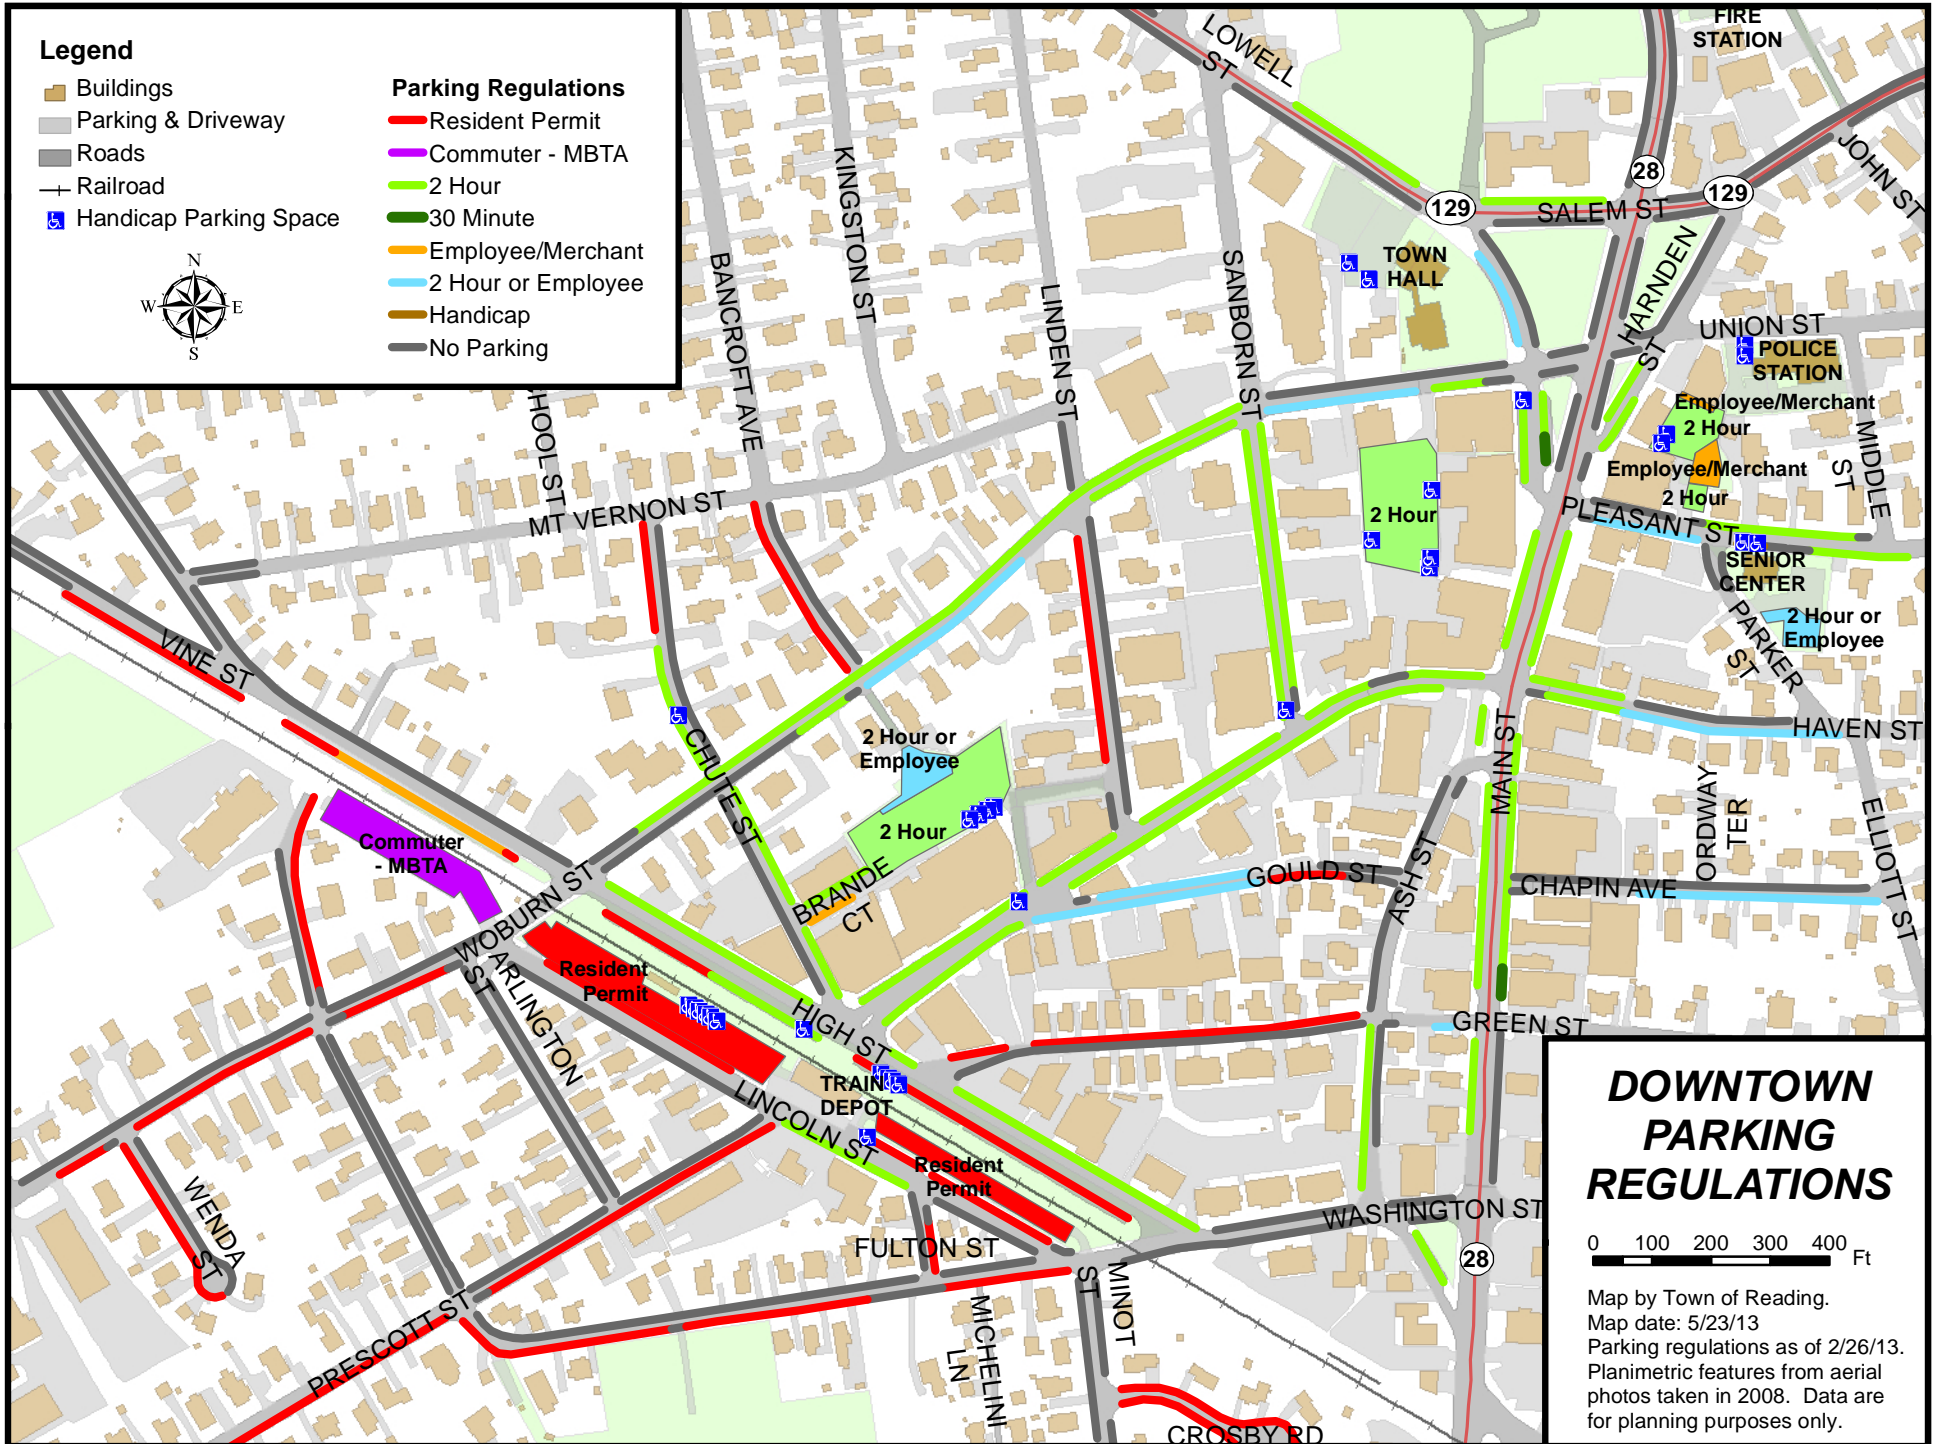 Legend
Buildings
Parking & Driveway
Roads
Railroad
Handicap Parking Space
Parking Regulations
Resident Permit
Commuter - MBTA
2 Hour
30 Minute
Employee/Merchant
2 Hour or Employee
Handicap
No Parking
N
W
E
S
LOWELL
ST
FIRE
STATION
28
129
129
SALEM ST
JOHN ST
KINGSTON ST
BANCROFT AVE
LINDEN ST
SANBORN ST
TOWN
HALL
HARNDEN
ST
UNION ST
POLICE
STATION
Employee/Merchant
2 Hour
Employee/Merchant
2 Hour
MIDDLE
ST
HOOL ST
MT VERNON ST
2 Hour
PLEASANT ST
SENIOR
CENTER
2 Hour or
Employee
PARKER
ST
VINE ST
CHUTE ST
2 Hour or
Employee
2 Hour
MAIN ST
HAVEN ST
ORDWAY
TER
ELLIOTT ST
Commuter
- MBTA
BRANDE
CT
GOULD ST
ASH ST
CHAPIN AVE
WOBURN ST
ARLINGTON
ST
Resident
Permit
HIGH ST
GREEN ST
TRAIN
DEPOT
LINCOLN ST
Resident
Permit
WENDA
ST
FULTON ST
WASHINGTON ST
28
PRESCOTT ST
MICHELINI
LN
MINOT
ST
CROSBY RD
DOWNTOWN
PARKING
REGULATIONS
0 100 200 300 400 Ft
Map by Town of Reading.
Map date: 5/23/13
Parking regulations as of 2/26/13.
Planimetric features from aerial
photos taken in 2008. Data are
for planning purposes only.